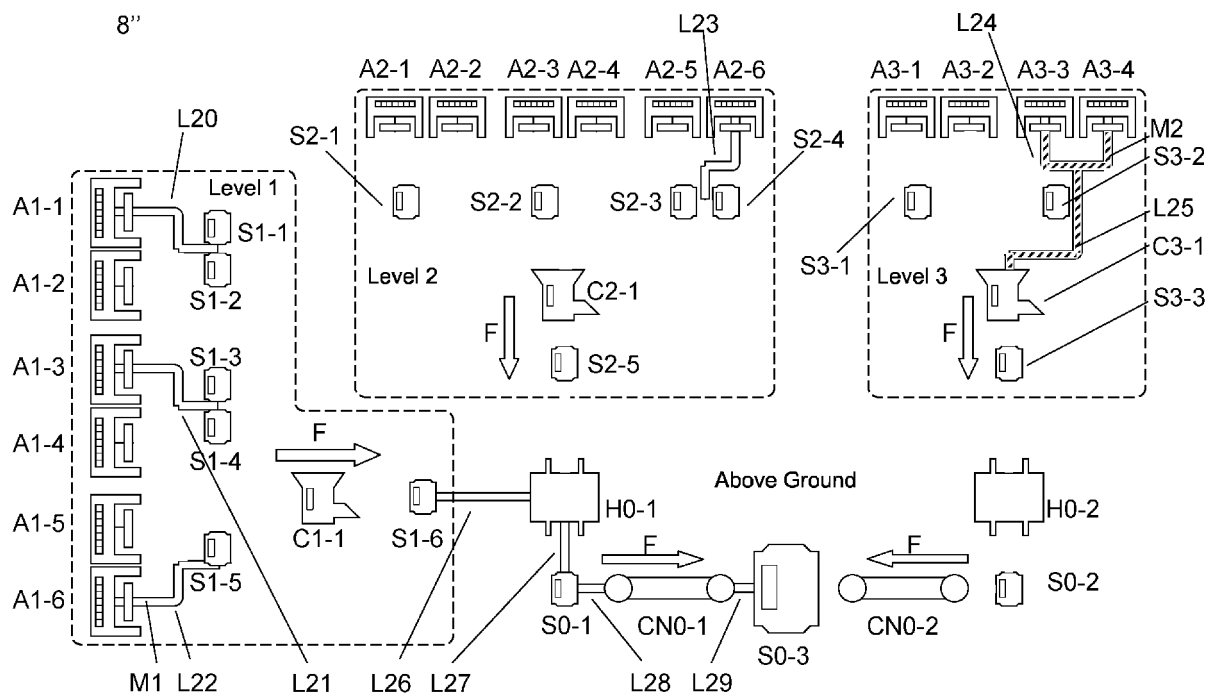 8’’
L23
L24
A2-1 A2-2 A2-3 A2-4 A2-5 A2-6
A3-1 A3-2 A3-3 A3-4
L20
M2
S2-1
S2-4
S3-2
Level 1
A1-1
S1-1
S2-2
S2-3
L25
S3-1
C3-1
A1-2
S1-2
Level 2
C2-1
Level 3
S3-3
F
F
A1-3
S1-3
S2-5
A1-4
S1-4
F
Above Ground
A1-5
C1-1
S1-6
H0-1
H0-2
F
F
A1-6
S1-5
S0-1
CN0-1
S0-3
CN0-2
S0-2
M1 L22 L21 L26 L27 L28 L29